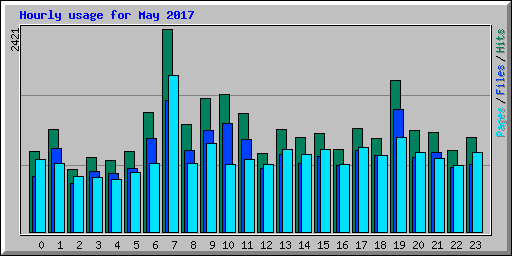 Hourly usage for May 2017
2421
Pages/Files/Hits
0 1 2 3 4 5 6 7 8 9 10 11 12 13 14 15 16 17 18 19 20 21 22 23